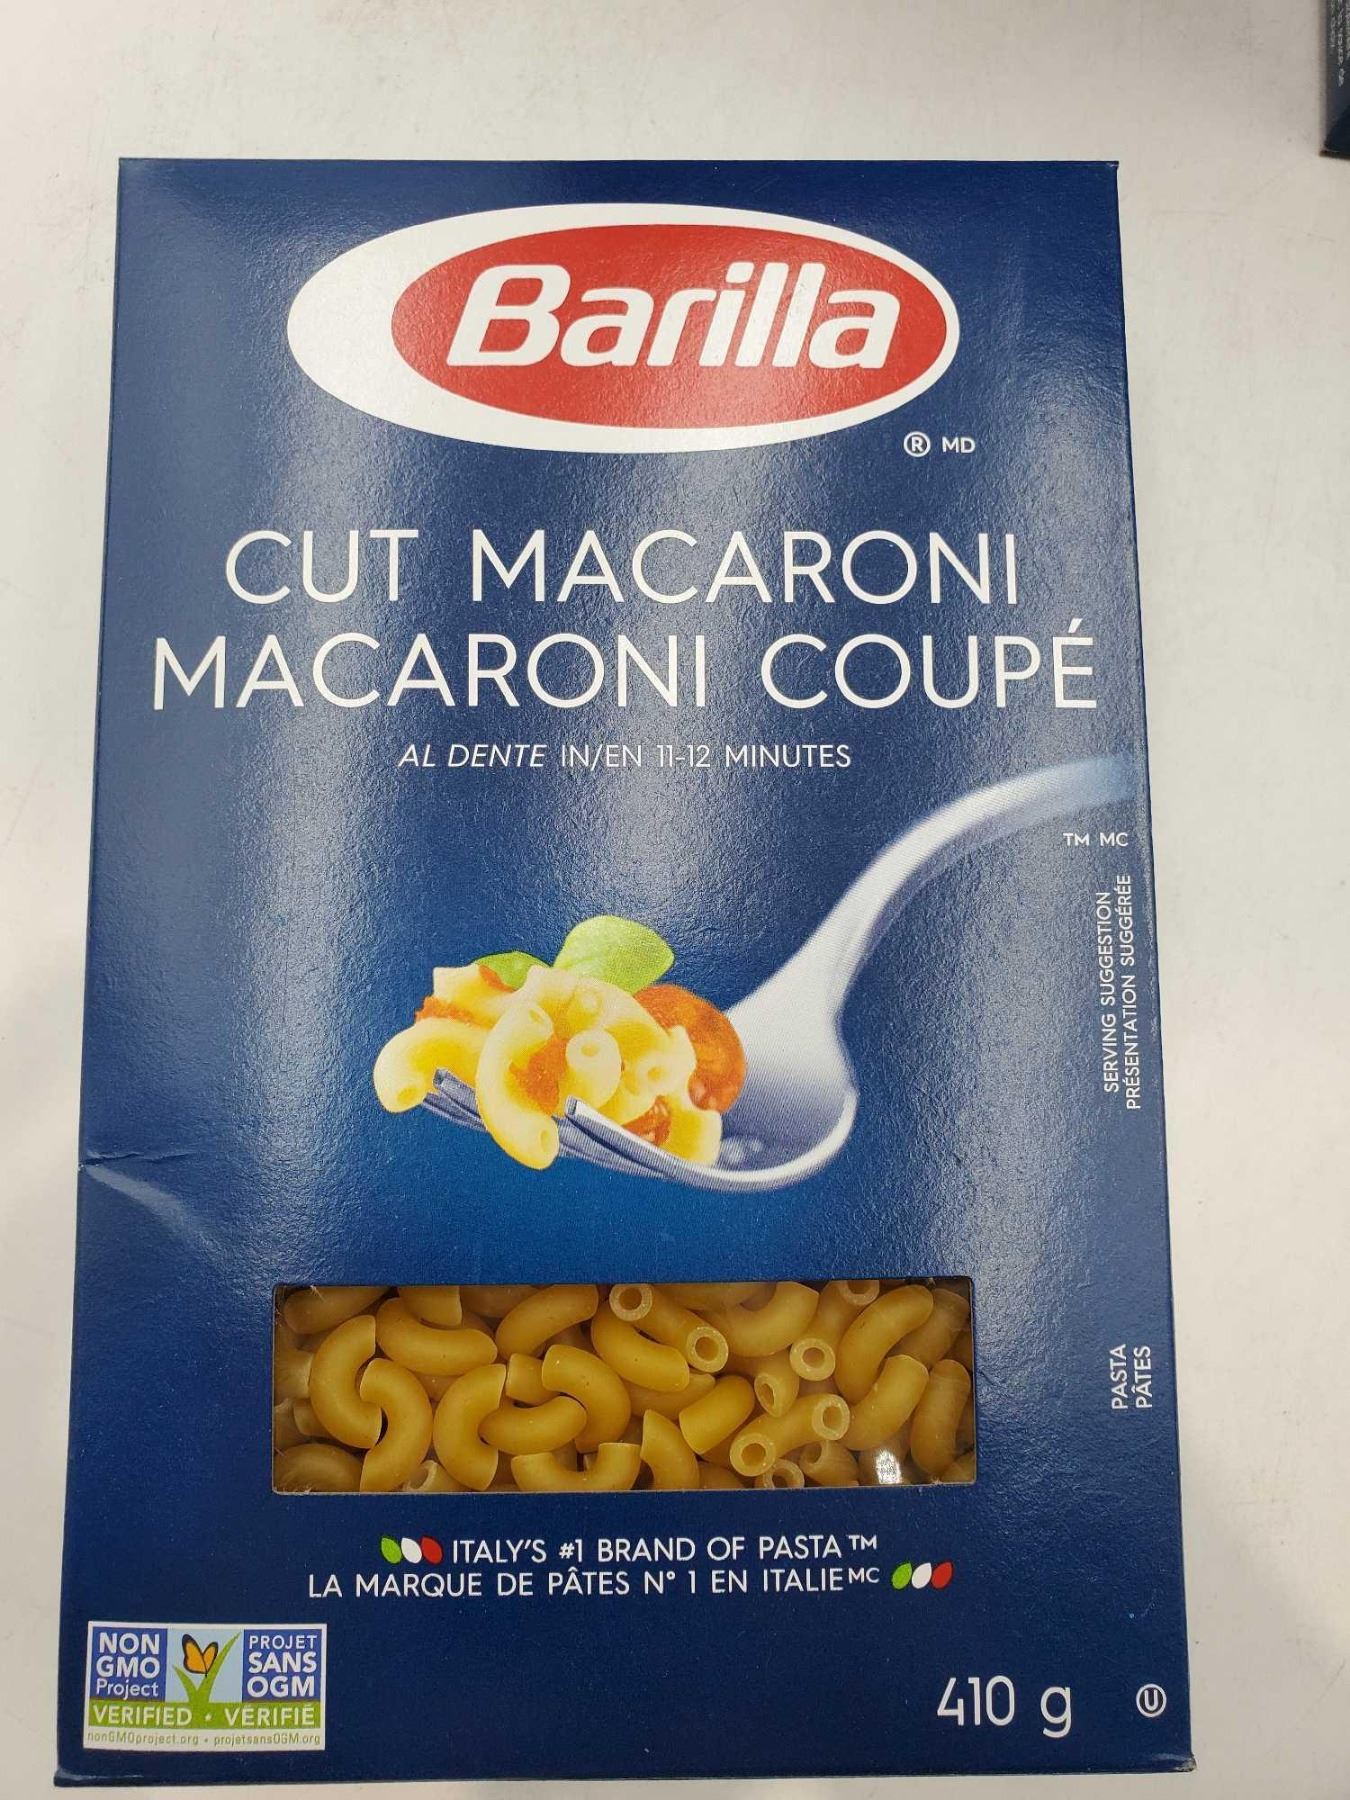 Barilla
® MD
CUT MACARONI
MACARONI COUPÉ
AL DENTE IN/EN 11-12 MINUTES
TM MC
SERVING SUGGESTION
PRÉSENTATION SUGGÉRÉE
PASTA
PÂTES
ITALY'S #1 BRAND OF PASTA TM
LA MARQUE DE PÂTES N° 1 EN ITALIE MC
NON
GMO
Project
PROJET
SANS
OGM
VERIFIED • VÉRIFIÉ
nonGMOproject.org • projetsansOGM.org
410 g
U